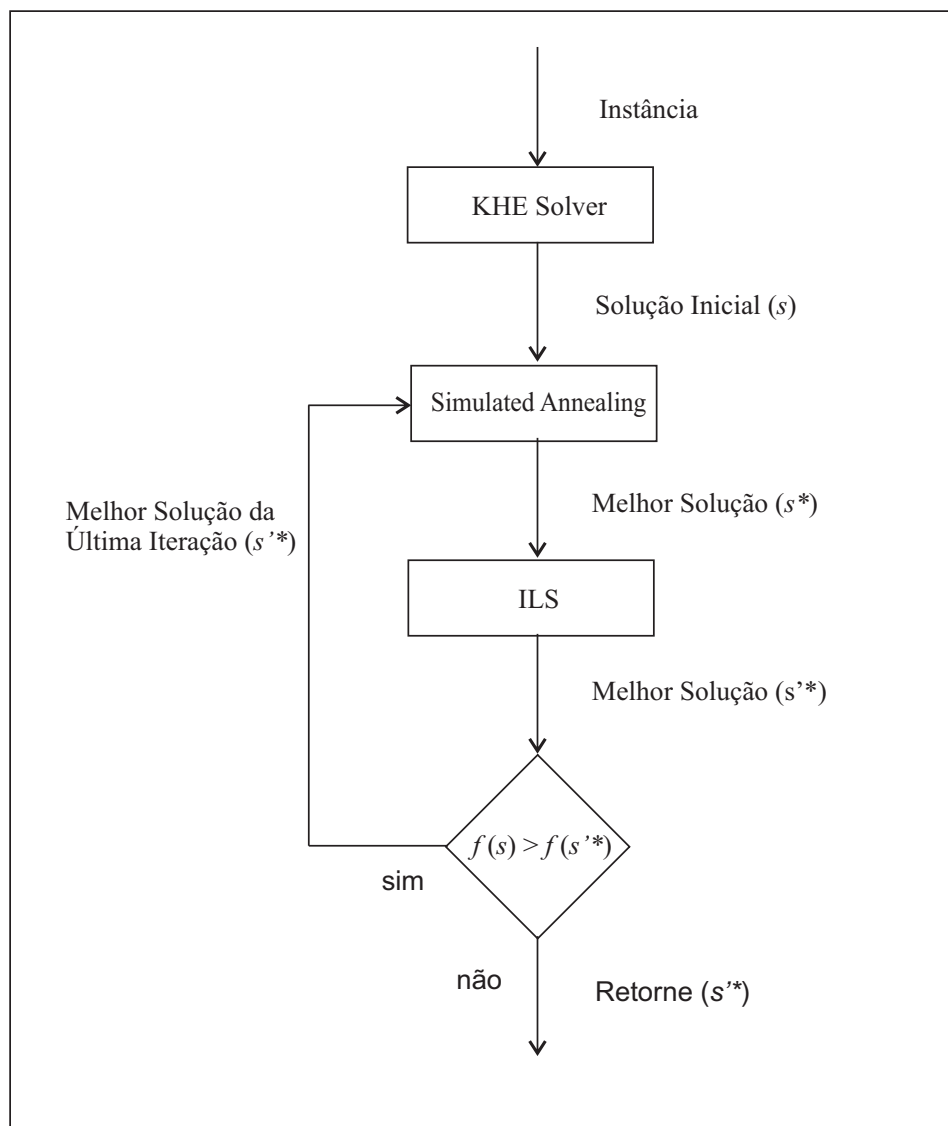 Instância
KHE Solver
Solução Inicial (s)
Simulated Annealing
Melhor Solução (s*)
Melhor Solução da
Última Iteração (s’*)
ILS
Melhor Solução (s’*)
f(s) > f(s’*)
sim
não
Retorne (s’*)